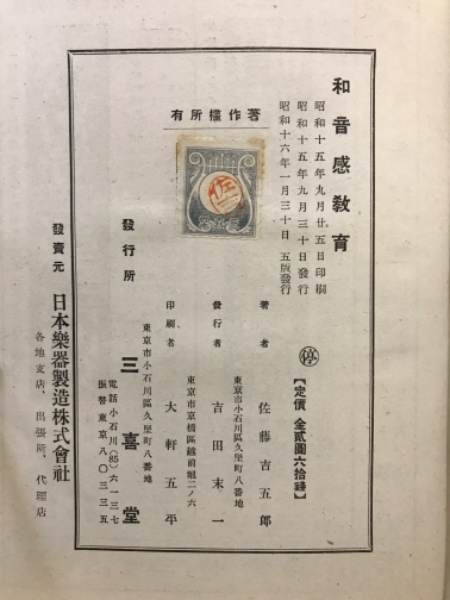 和音感教育
昭和十五年九月廿五日印刷
昭和十五年九月三十日發行
昭和十六年一月三十日五版發行
著作權所有
㊡
【定價 金貳圓六拾錢】
著者 佐藤吉五郎
東京市小石川區久堅町八番地
發行者 吉田末一
東京市京橋區越前堀二ノ六
印刷者 大軒五平
東京市小石川區久堅町八番地
發行所 三喜堂
電話小石川(85)六一三七
振替東京八〇三三五
發賣元 日本樂器製造株式會社
各地支店、出張所、代理店